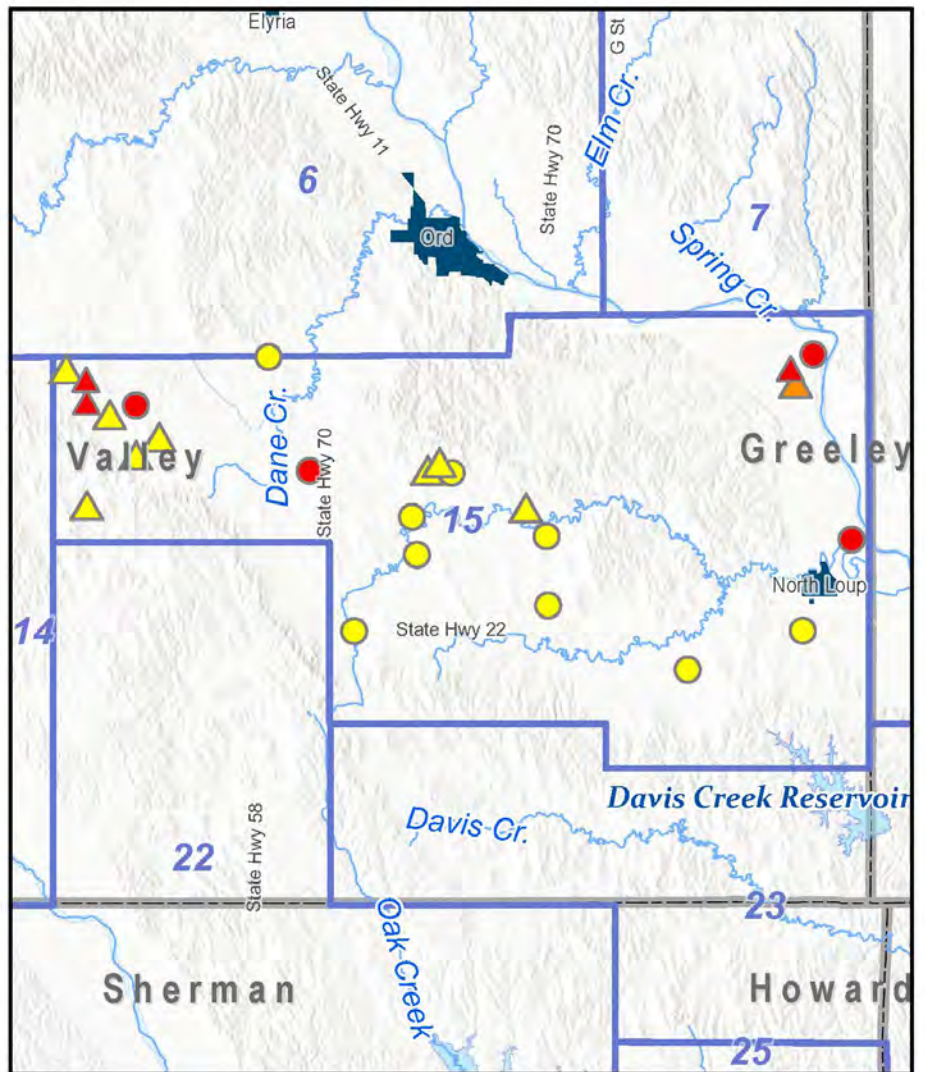 Elyria
G St
State Hwy 11
Elm Cr.
State Hwy 70
6
7
Ord
Spring Cr.
Valley
Dane Cr.
State Hwy 70
Greeley
15
North Loup
14
State Hwy 22
Davis Creek Reservoir
Davis Cr.
22
State Hwy 58
23
Oak Creek
Sherman
Howard
25